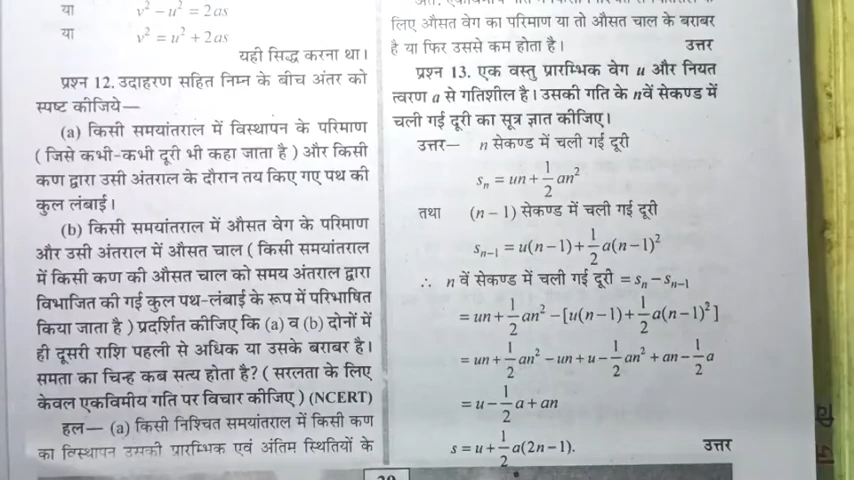 या v² – u² = 2as
या v² = u² + 2as
यही सिद्ध करना था।
प्रश्न 12. उदाहरण सहित निम्न के बीच अंतर को
स्पष्ट कीजिये—
(a) किसी समयांतराल में विस्थापन के परिमाण
( जिसे कभी-कभी दूरी भी कहा जाता है ) और किसी
कण द्वारा उसी अंतराल के दौरान तय किए गए पथ की
कुल लंबाई।
(b) किसी समयांतराल में औसत वेग के परिमाण
और उसी अंतराल में औसत चाल ( किसी समयांतराल
में किसी कण की औसत चाल को समय अंतराल द्वारा
विभाजित की गई कुल पथ-लंबाई के रूप में परिभाषित
किया जाता है ) प्रदर्शित कीजिए कि (a) व (b) दोनों में
ही दूसरी राशि पहली से अधिक या उसके बराबर है।
समता का चिन्ह कब सत्य होता है? ( सरलता के लिए
केवल एकविमीय गति पर विचार कीजिए ) (NCERT)
हल— (a) किसी निश्चित समयांतराल में किसी कण
का विस्थापन उसकी प्रारम्भिक एवं अंतिम स्थितियों के
लिए औसत वेग का परिमाण या तो औसत चाल के बराबर
है या फिर उससे कम होता है। उत्तर
प्रश्न 13. एक वस्तु प्रारम्भिक वेग u और नियत
त्वरण a से गतिशील है। उसकी गति के nवें सेकण्ड में
चली गई दूरी का सूत्र ज्ञात कीजिए।
उत्तर— n सेकण्ड में चली गई दूरी
sₙ = un + 1/2 an²
तथा (n – 1) सेकण्ड में चली गई दूरी
sₙ₋₁ = u(n – 1) + 1/2 a(n – 1)²
∴ n वें सेकण्ड में चली गई दूरी = sₙ – sₙ₋₁
= un + 1/2 an² – [u(n – 1) + 1/2 a(n – 1)²]
= un + 1/2 an² – un + u – 1/2 an² + an – 1/2 a
= u – 1/2 a + an
s = u + 1/2 a(2n – 1). उत्तर